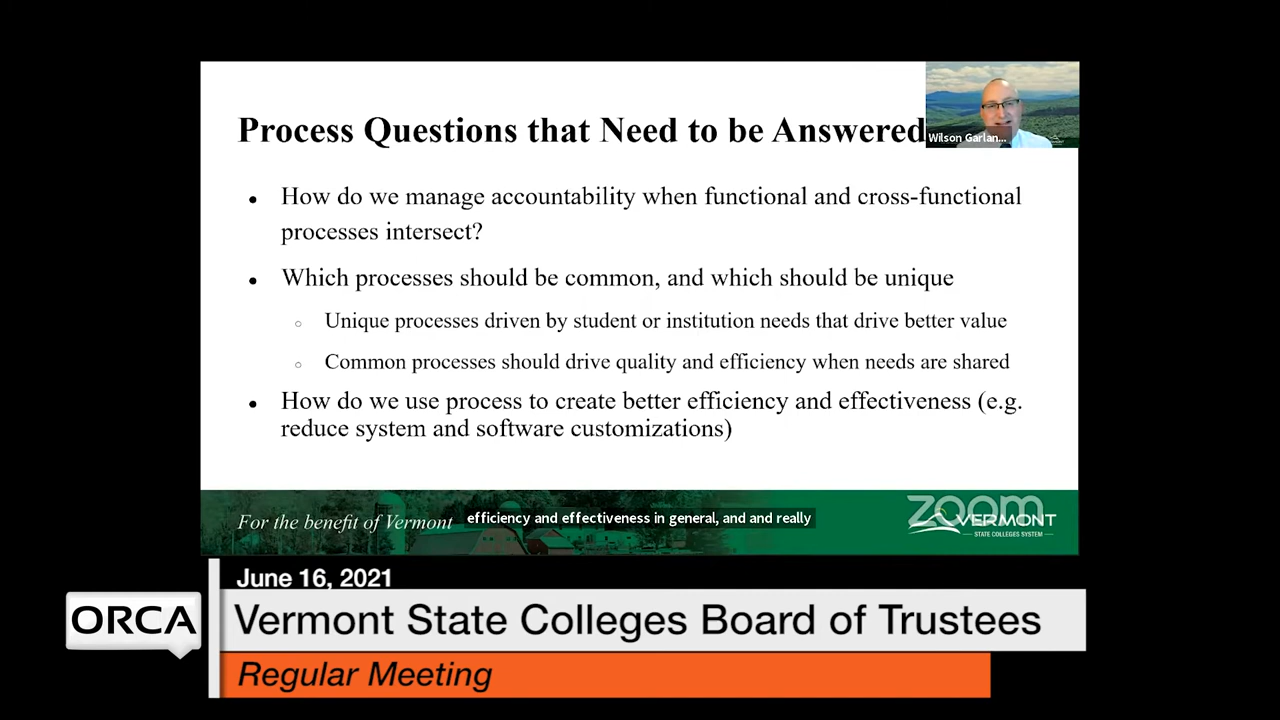 Process Questions that Need to be Answered
Wilson Garlan...
• How do we manage accountability when functional and cross-functional
processes intersect?
• Which processes should be common, and which should be unique
○ Unique processes driven by student or institution needs that drive better value
○ Common processes should drive quality and efficiency when needs are shared
• How do we use process to create better efficiency and effectiveness (e.g.
reduce system and software customizations)
For the benefit of Vermont
efficiency and effectiveness in general, and and really
zoom
VERMONT
STATE COLLEGES SYSTEM
June 16, 2021
ORCA
Vermont State Colleges Board of Trustees
Regular Meeting